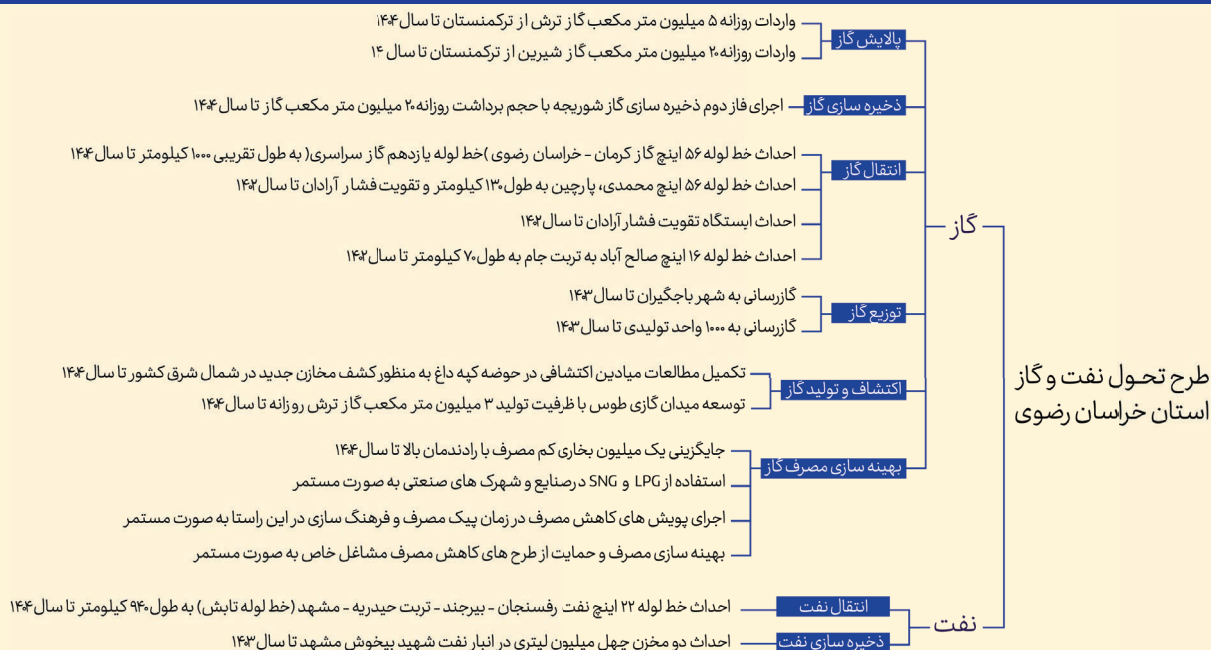 طرح تحول نفت و گاز
استان خراسان رضوی
گاز
پالایش گاز
واردات روزانه ۵ میلیون متر مکعب گاز ترش از ترکمنستان تا سال ۱۴۰۴
واردات روزانه ۲۰ میلیون متر مکعب گاز شیرین از ترکمنستان تا سال ۱۴
ذخیره سازی گاز
اجرای فاز دوم ذخیره سازی گاز شوریجه با حجم برداشت روزانه ۲۰ میلیون متر مکعب گاز تا سال ۱۴۰۴
انتقال گاز
احداث خط لوله ۵۶ اینچ گاز کرمان - خراسان رضوی )خط لوله یازدهم گاز سراسری( به طول تقریبی ۱۰۰۰ کیلومتر تا سال ۱۴۰۴
احداث خط لوله ۵۶ اینچ محمدی، پارچین به طول ۱۳۰ کیلومتر و تقویت فشار آرادان تا سال ۱۴۰۲
احداث ابستگاه تقویت فشار آرادان تا سال ۱۴۰۲
احداث خط لوله ۱۶ اینچ صالح آباد به تربت جام به طول ۷۰ کیلومتر تا سال ۱۴۰۲
توزیع گاز
گازرسانی به شهر باجگیران تا سال ۱۴۰۳
گازرسانی به ۱۰۰۰ واحد تولیدی تا سال ۱۴۰۳
اکتشاف و تولید گاز
تکمیل مطالعات میادین اکتشافی در حوضه کپه داغ به منظور کشف مخازن جدید در شمال شرق کشور تا سال ۱۴۰۴
توسعه میدان گازی طوس با ظرفیت تولید ۳ میلیون متر مکعب گاز ترش روزانه تا سال ۱۴۰۴
بهینه سازی مصرف گاز
جایگزینی یک میلیون بخاری کم مصرف با رادندمان بالا تا سال ۱۴۰۴
استفاده از LPG و SNG درصنایع و شهرک های صنعتی به صورت مستمر
اجرای پویش های کاهش مصرف در زمان پیک مصرف و فرهنگ سازی در این راستا به صورت مستمر
بهینه سازی مصرف و حمایت از طرح های کاهش مصرف مشاغل خاص به صورت مستمر
نفت
انتقال نفت
احداث خط لوله ۲۲ اینچ نفت رفسنجان - بیرجند - تربت حیدریه - مشهد (خط لوله تابش) به طول ۹۴۰ کیلومتر تا سال ۱۴۰۴
ذخیره سازی نفت
احداث دو مخزن چهل میلیون لیتری در انبار نفت شهید بیخوش مشهد تا سال ۱۴۰۳